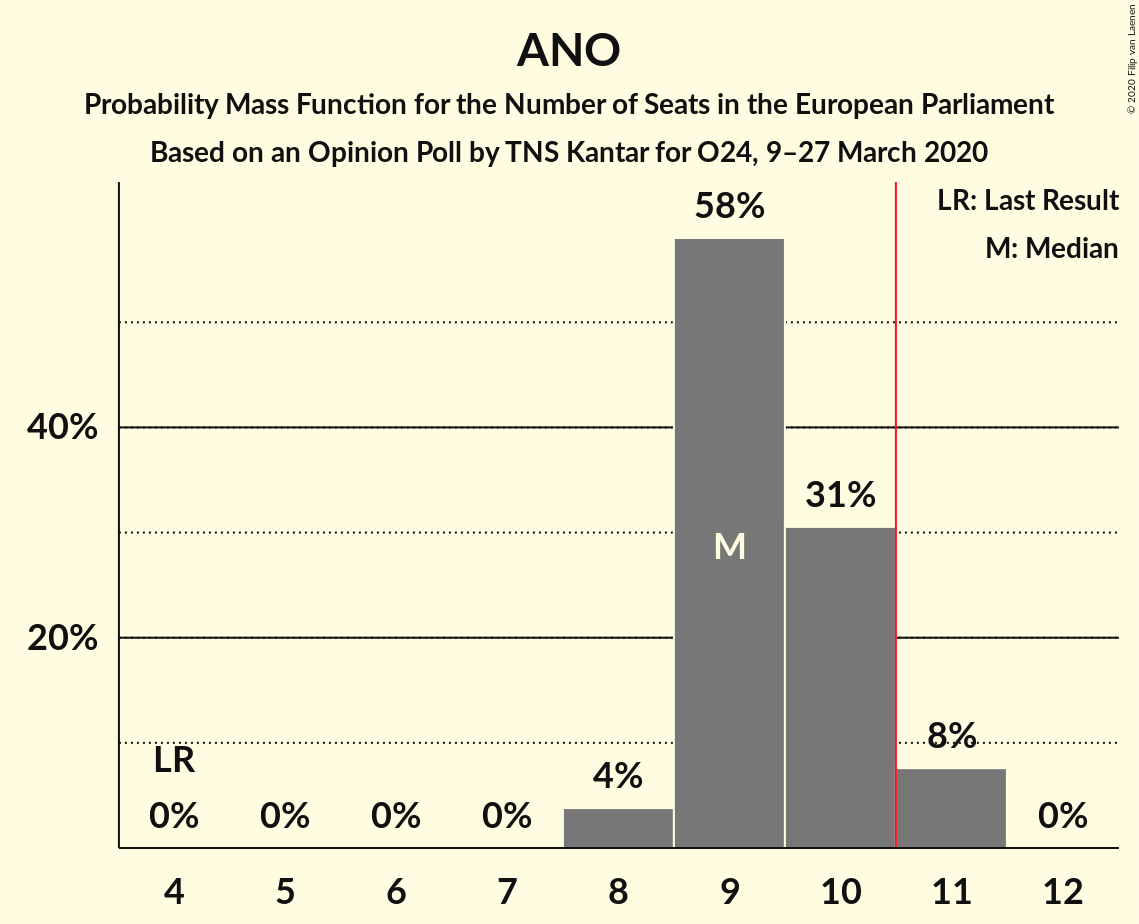 ANO
Probability Mass Function for the Number of Seats in the European Parliament
Based on an Opinion Poll by TNS Kantar for O24, 9–27 March 2020
© 2020 Filip van Laenen
LR: Last Result
M: Median
58%
40%
31%
M
20%
8%
LR
4%
0% 0% 0% 0% 0%
4 5 6 7 8 9 10 11 12